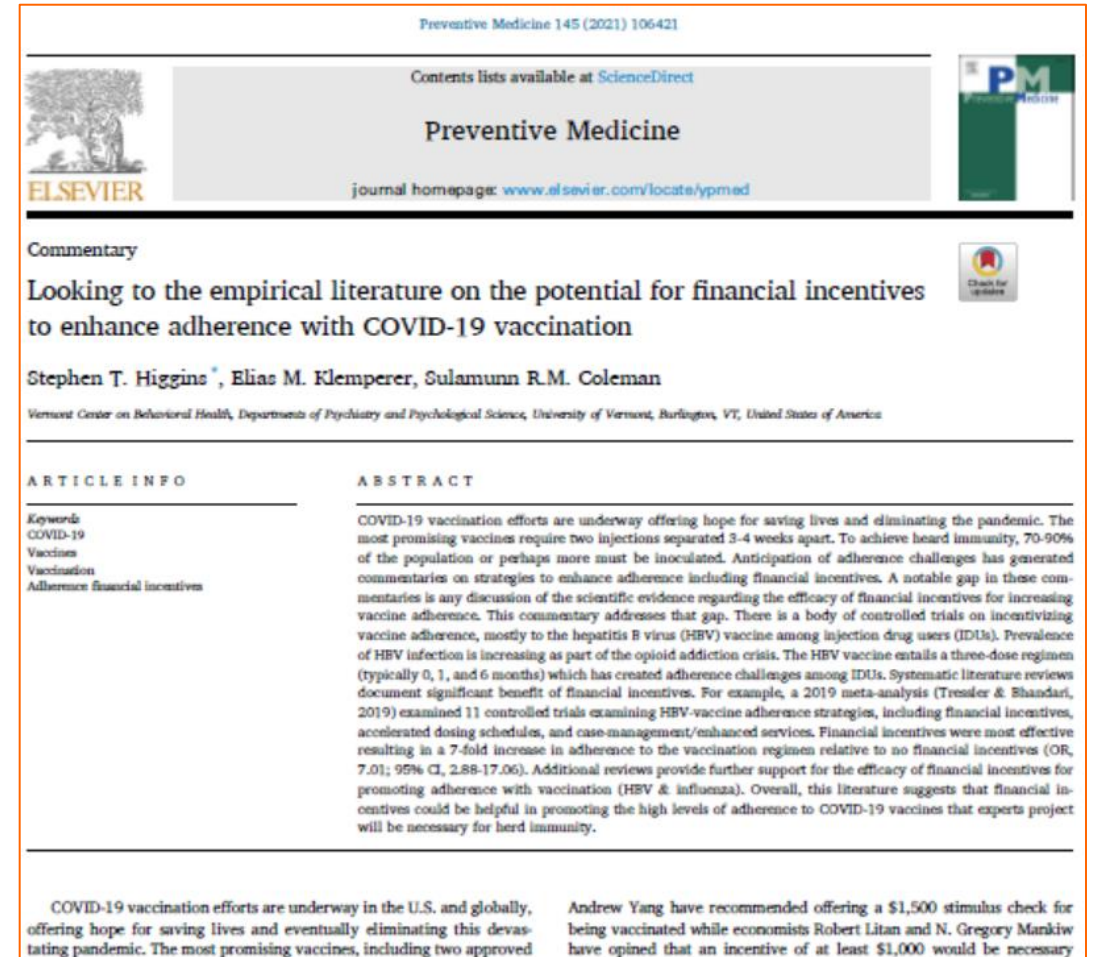 Preventive Medicine 145 (2021) 106421
Contents lists available at ScienceDirect
Preventive Medicine
journal homepage: www.elsevier.com/locate/ypmed
ELSEVIER
PM
Preventive Medicine
Commentary
Check for
updates
Looking to the empirical literature on the potential for financial incentives
to enhance adherence with COVID-19 vaccination
Stephen T. Higgins*, Elias M. Klemperer, Sulamunn R.M. Coleman
Vermont Center on Behavioral Health, Departments of Psychiatry and Psychological Science, University of Vermont, Burlington, VT, United States of America
ARTICLE INFO
Keywords
COVID-19
Vaccines
Vaccination
Adherence financial incentives
ABSTRACT
COVID-19 vaccination efforts are underway offering hope for saving lives and eliminating the pandemic. The
most promising vaccines require two injections separated 3-4 weeks apart. To achieve heard immunity, 70-90%
of the population or perhaps more must be inoculated. Anticipation of adherence challenges has generated
commentaries on strategies to enhance adherence including financial incentives. A notable gap in these com-
mentaries is any discussion of the scientific evidence regarding the efficacy of financial incentives for increasing
vaccine adherence. This commentary addresses that gap. There is a body of controlled trials on incentivizing
vaccine adherence, mostly to the hepatitis B virus (HBV) vaccine among injection drug users (IDUs). Prevalence
of HBV infection is increasing as part of the opioid addiction crisis. The HBV vaccine entails a three-dose regimen
(typically 0, 1, and 6 months) which has created adherence challenges among IDUs. Systematic literature reviews
document significant benefit of financial incentives. For example, a 2019 meta-analysis (Tressler & Bhandari,
2019) examined 11 controlled trials examining HBV-vaccine adherence strategies, including financial incentives,
accelerated dosing schedules, and case-management/enhanced services. Financial incentives were most effective
resulting in a 7-fold increase in adherence to the vaccination regimen relative to no financial incentives (OR,
7.01; 95% CI, 2.88-17.06). Additional reviews provide further support for the efficacy of financial incentives for
promoting adherence with vaccination (HBV & influenza). Overall, this literature suggests that financial in-
centives could be helpful in promoting the high levels of adherence to COVID-19 vaccines that experts project
will be necessary for herd immunity.
COVID-19 vaccination efforts are underway in the U.S. and globally,
offering hope for saving lives and eventually eliminating this devas-
tating pandemic. The most promising vaccines, including two approved
Andrew Yang have recommended offering a $1,500 stimulus check for
being vaccinated while economists Robert Litan and N. Gregory Mankiw
have opined that an incentive of at least $1,000 would be necessary